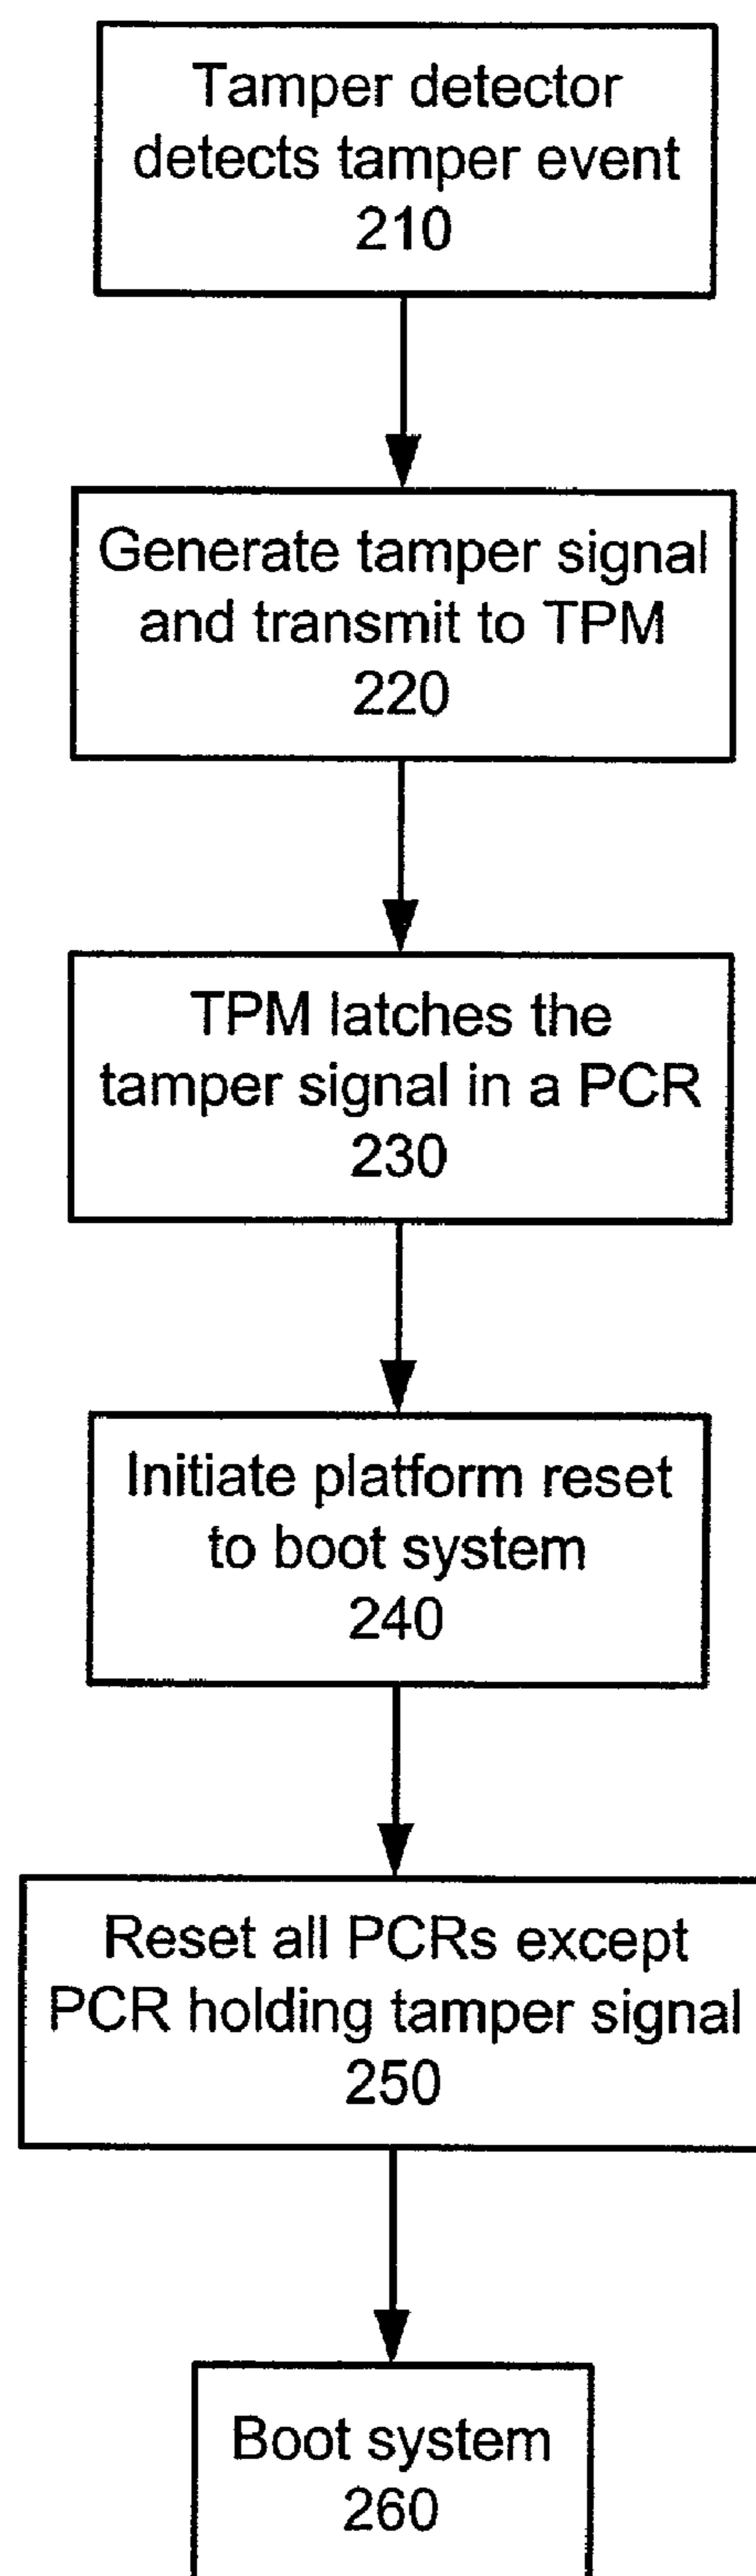 Tamper detector
detects tamper event
210
Generate tamper signal
and transmit to TPM
220
TPM latches the
tamper signal in a PCR
230
Initiate platform reset
to boot system
240
Reset all PCRs except
PCR holding tamper signal
250
Boot system
260